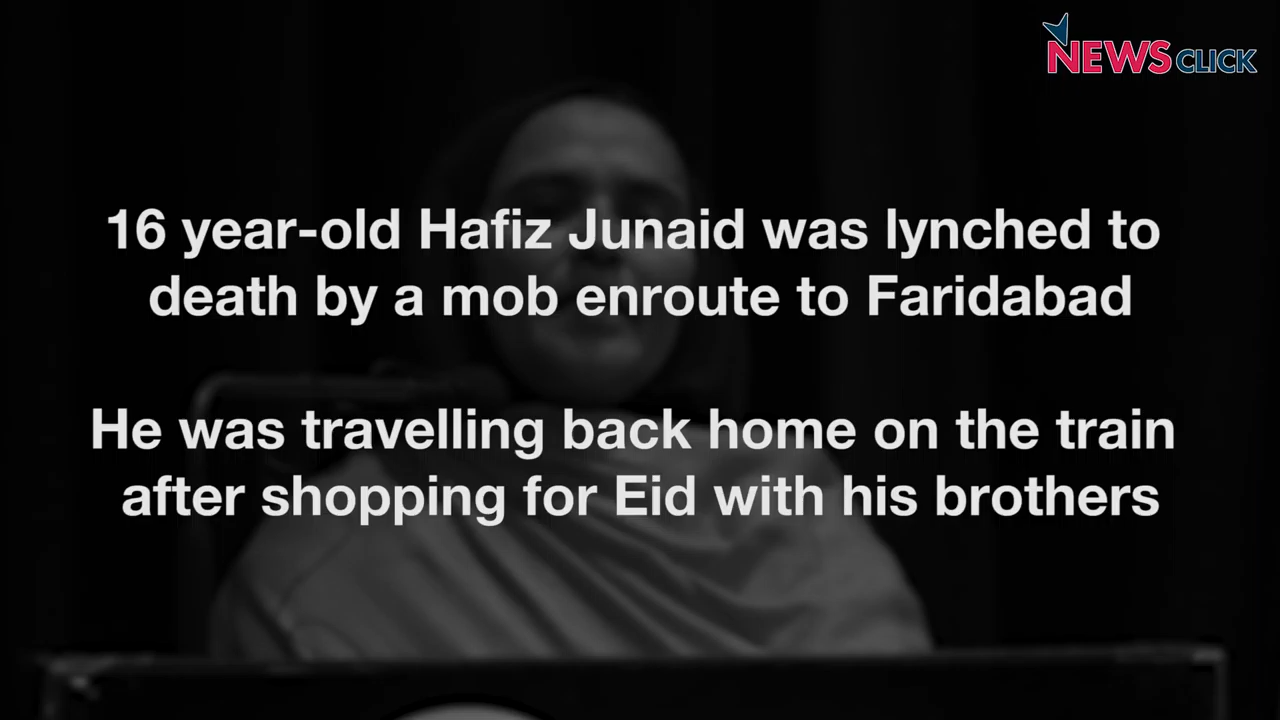 NEWSCLICK
16 year-old Hafiz Junaid was lynched to
death by a mob enroute to Faridabad
He was travelling back home on the train
after shopping for Eid with his brothers